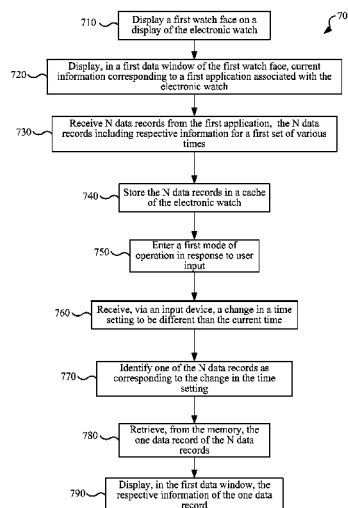 70
710
Display a first watch face on a
display of the electronic watch
720
Display, in a first data window of the first watch face, current
information corresponding to a first application associated with the
electronic watch
730
Receive N data records from the first application, the N data
records including respective information for a first set of various
times
740
Store the N data records in a cache
of the electronic watch
750
Enter a first mode of
operation in response to user
input
760
Receive, via an input device, a change in a time
setting to be different than the current time
770
Identify one of the N data records as
corresponding to the change in the time
setting
780
Retrieve, from the memory, the
one data record of the N data
records
790
Display, in the first data window, the
respective information of the one data
record